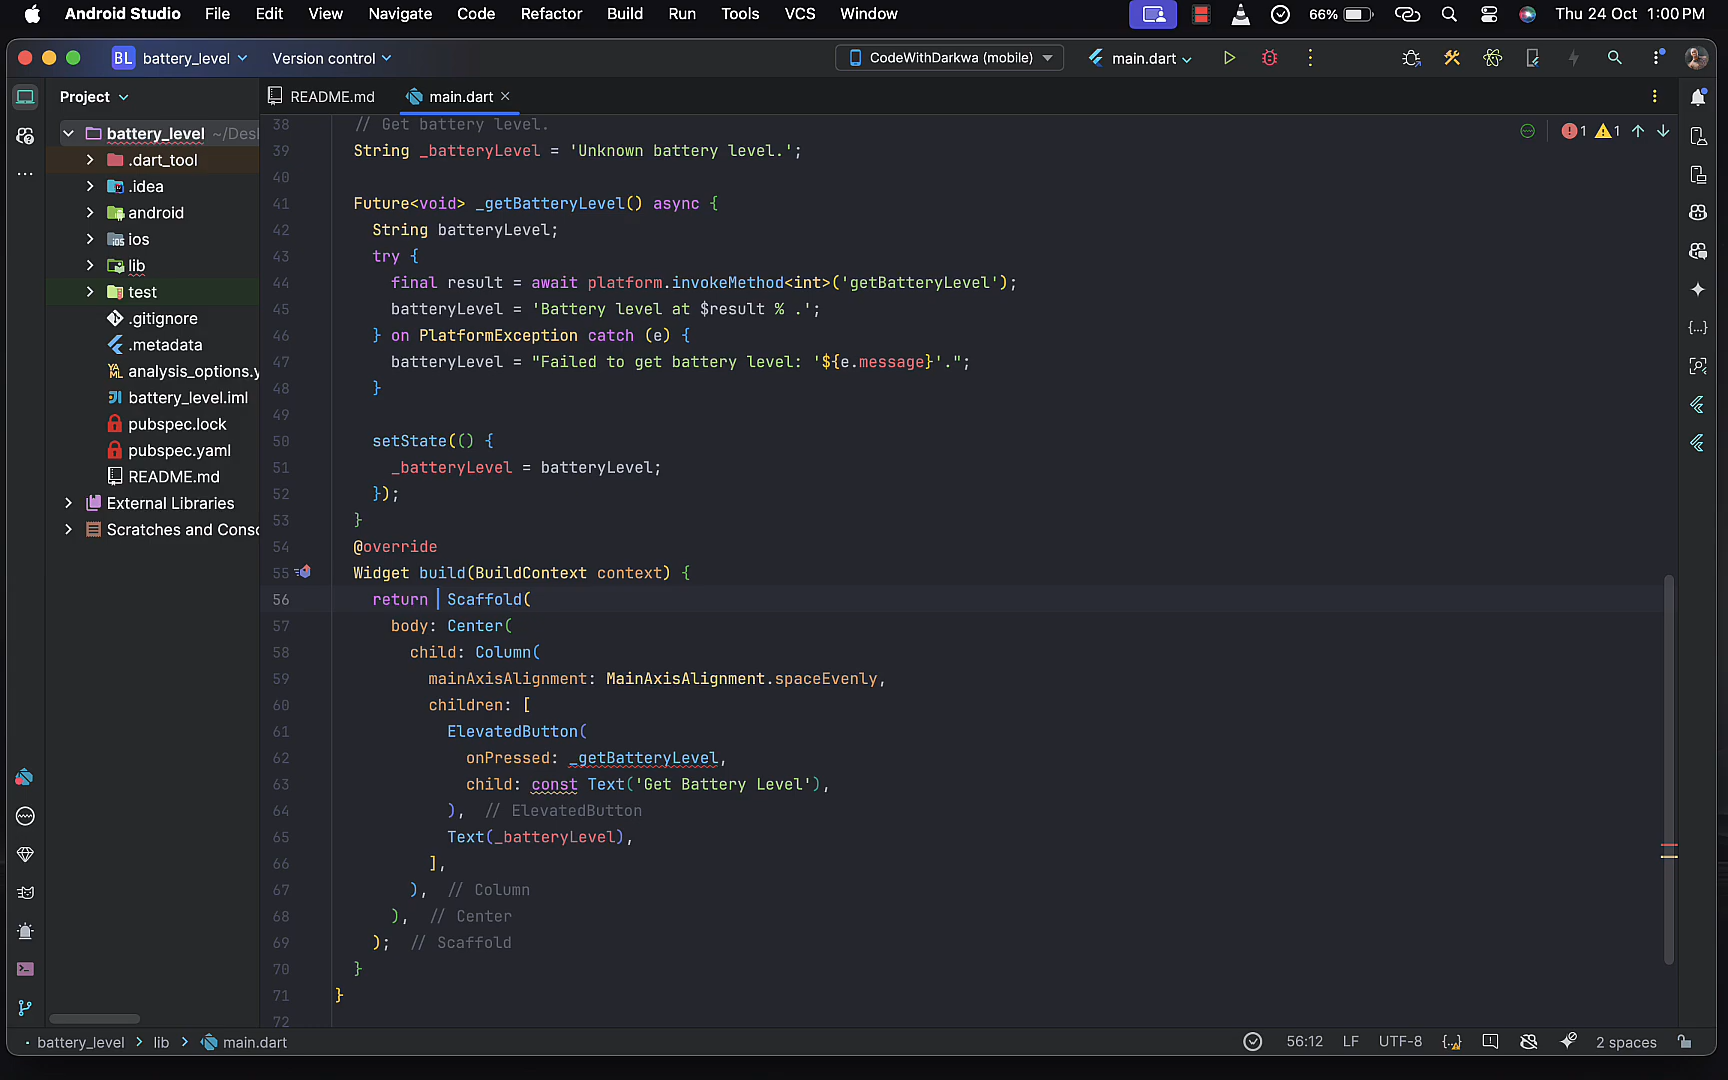 Android Studio File Edit View Navigate Code Refactor Build Run Tools VCS Window 66% Thu 24 Oct 1:00 PM
BL battery_level Version control CodeWithDarkwa (mobile) main.dart
Project README.md main.dart
battery_level ~/Des
.dart_tool
.idea
android
ios
lib
test
.gitignore
.metadata
analysis_options.y
battery_level.iml
pubspec.lock
pubspec.yaml
README.md
External Libraries
Scratches and Conso
1 1
38 // Get battery level.
39 String _batteryLevel = 'Unknown battery level.';
40
41 Future<void> _getBatteryLevel() async {
42 String batteryLevel;
43 try {
44 final result = await platform.invokeMethod<int>('getBatteryLevel');
45 batteryLevel = 'Battery level at $result % .';
46 } on PlatformException catch (e) {
47 batteryLevel = "Failed to get battery level: '${e.message}'.";
48 }
49
50 setState(() {
51 _batteryLevel = batteryLevel;
52 });
53 }
54 @override
55 Widget build(BuildContext context) {
56 return Scaffold(
57 body: Center(
58 child: Column(
59 mainAxisAlignment: MainAxisAlignment.spaceEvenly,
60 children: [
61 ElevatedButton(
62 onPressed: _getBatteryLevel,
63 child: const Text('Get Battery Level'),
64 ), // ElevatedButton
65 Text(_batteryLevel),
66 ],
67 ), // Column
68 ), // Center
69 ); // Scaffold
70 }
71 }
72
battery_level > lib > main.dart 56:12 LF UTF-8 2 spaces